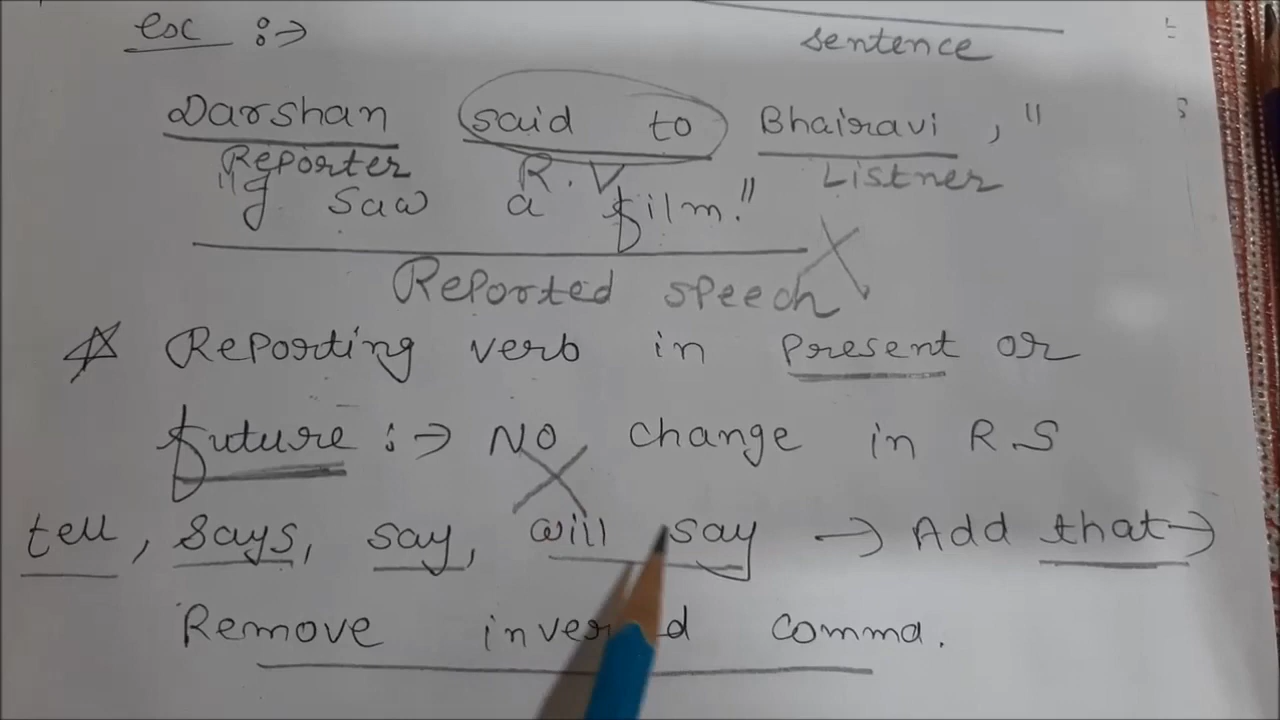 esc :→
sentence
Darshan said to Bhairavi , "
Reporter R.V. Listner
"I saw a film."
Reported speech
Reporting verb in Present or
future :→ No change in R S
tell, says, say, will say → Add that →
Remove comma.